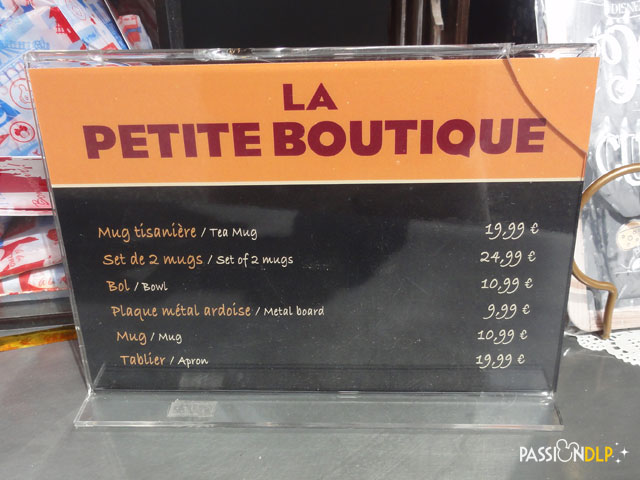 LA
PETITE BOUTIQUE
Mug tisanière / Tea Mug 19,99 €
Set de 2 mugs / Set of 2 mugs 24,99 €
Bol / Bowl 10,99 €
Plaque métal ardoise / Metal board 9,99 €
Mug / Mug 10,99 €
Tablier / Apron 19,99 €
DISNEY
PASSIONDLP